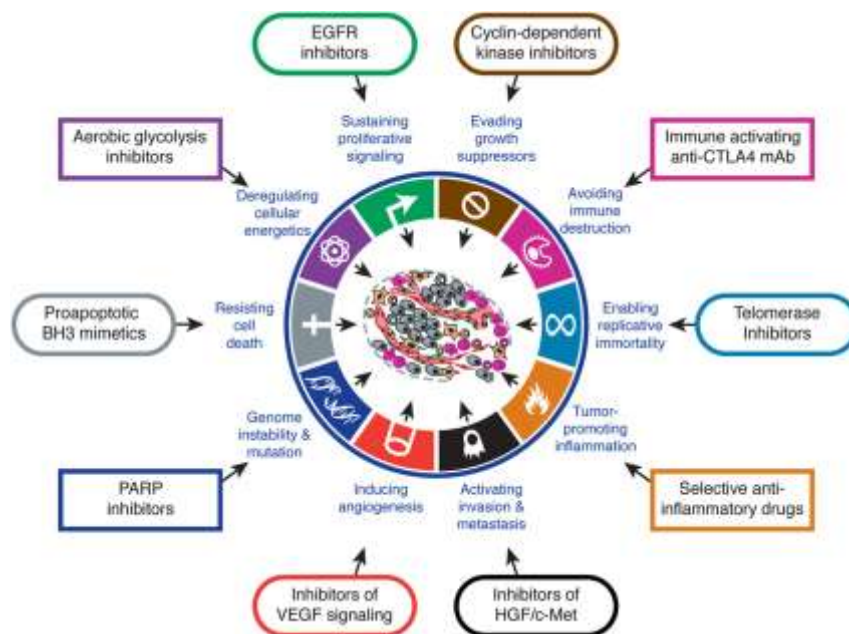 EGFR
inhibitors
Cyclin-dependent
kinase inhibitors
Sustaining
proliferative
signaling
Evading
growth
suppressors
Aerobic glycolysis
inhibitors
Immune activating
anti-CTLA4 mAb
Deregulating
cellular
energetics
Avoiding
immune
destruction
Proapoptotic
BH3 mimetics
Resisting
cell
death
Enabling
replicative
immortality
Telomerase
Inhibitors
Genome
instability &
mutation
Tumor-
promoting
inflammation
PARP
inhibitors
Inducing
angiogenesis
Activating
invasion &
metastasis
Selective anti-
inflammatory drugs
Inhibitors of
VEGF signaling
Inhibitors of
HGF/c-Met